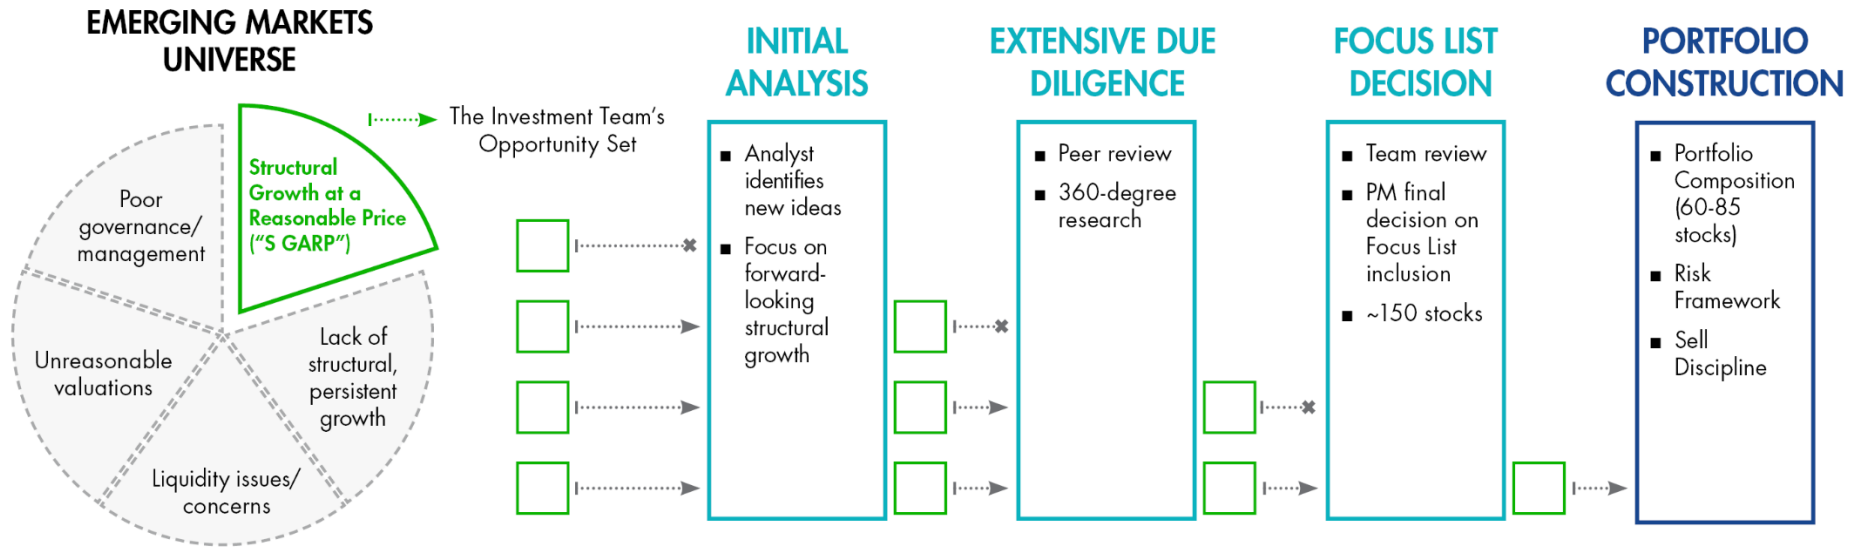 EMERGING MARKETS
UNIVERSE
Structural
Growth at a
Reasonable Price
(“S GARP”)
Poor
governance/
management
Unreasonable
valuations
Liquidity issues/
concerns
Lack of
structural,
persistent
growth
The Investment Team’s
Opportunity Set
INITIAL
ANALYSIS
■ Analyst
identifies
new ideas
■ Focus on
forward-
looking
structural
growth
EXTENSIVE DUE
DILIGENCE
■ Peer review
■ 360-degree
research
FOCUS LIST
DECISION
■ Team review
■ PM final
decision on
Focus List
inclusion
■ ~150 stocks
PORTFOLIO
CONSTRUCTION
■ Portfolio
Composition
(60-85
stocks)
■ Risk
Framework
■ Sell
Discipline